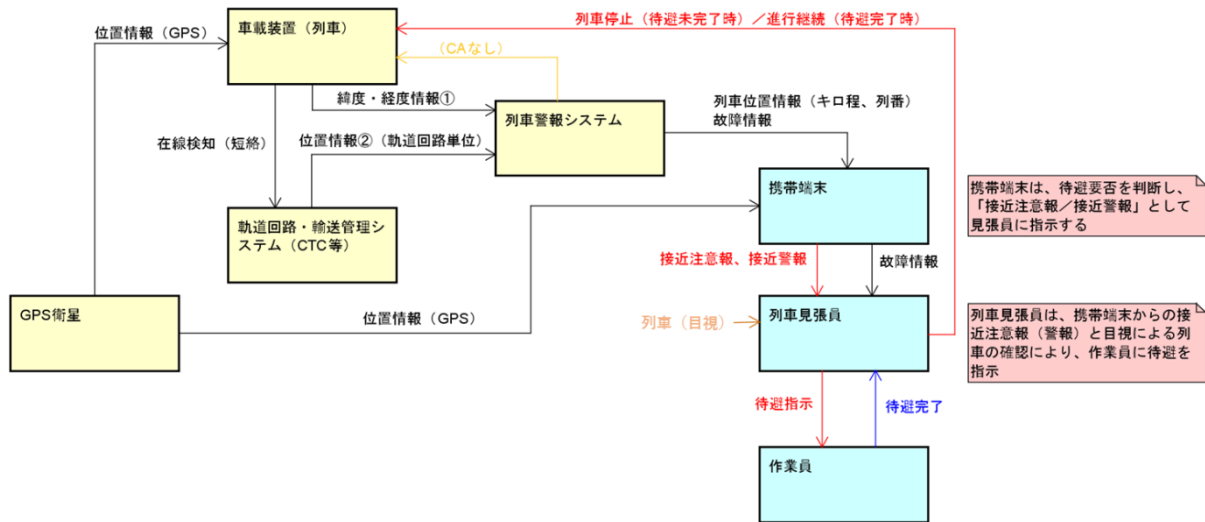 列車停止（待避未完了時）／進行継続（待避完了時）
位置情報（GPS）
車載装置（列車）
（CAなし）
緯度・経度情報①
列車警報システム
列車位置情報（キロ程、列番）
故障情報
在線検知（短絡）
位置情報②（軌道回路単位）
携帯端末
携帯端末は、待避要否を判断し、
「接近注意報／接近警報」として
見張員に指示する
軌道回路・輸送管理シ
ステム（CTC等）
接近注意報、接近警報
故障情報
GPS衛星
位置情報（GPS）
列車（目視）
列車見張員
列車見張員は、携帯端末からの接
近注意報（警報）と目視による列
車の確認により、作業員に待避を
指示
待避指示
待避完了
作業員